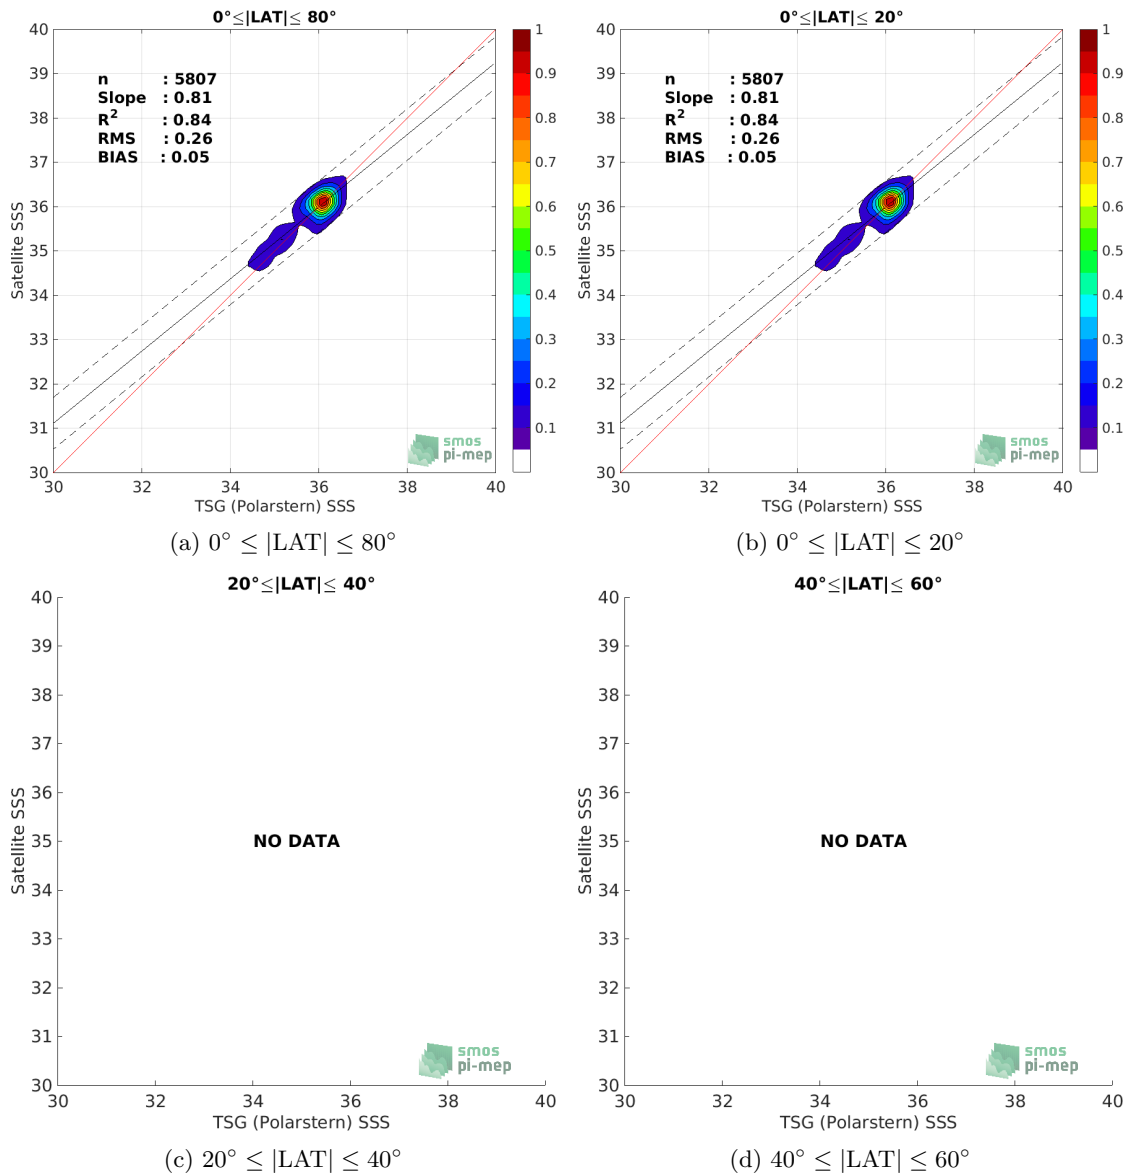 0°≤|LAT|≤ 80°
40
39
38
37
36
35
34
33
32
31
30
Satellite SSS
n : 5807
Slope : 0.81
R² : 0.84
RMS : 0.26
BIAS : 0.05
smos
pi-mep
30 32 34 36 38 40
TSG (Polarstern) SSS
1
0.9
0.8
0.7
0.6
0.5
0.4
0.3
0.2
0.1
(a) 0° ≤ |LAT| ≤ 80°
0°≤|LAT|≤ 20°
40
39
38
37
36
35
34
33
32
31
30
Satellite SSS
n : 5807
Slope : 0.81
R² : 0.84
RMS : 0.26
BIAS : 0.05
smos
pi-mep
30 32 34 36 38 40
TSG (Polarstern) SSS
1
0.9
0.8
0.7
0.6
0.5
0.4
0.3
0.2
0.1
(b) 0° ≤ |LAT| ≤ 20°
20°≤|LAT|≤ 40°
40
39
38
37
36
35
34
33
32
31
30
Satellite SSS
NO DATA
smos
pi-mep
30 32 34 36 38 40
TSG (Polarstern) SSS
(c) 20° ≤ |LAT| ≤ 40°
40°≤|LAT|≤ 60°
40
39
38
37
36
35
34
33
32
31
30
Satellite SSS
NO DATA
smos
pi-mep
30 32 34 36 38 40
TSG (Polarstern) SSS
(d) 40° ≤ |LAT| ≤ 60°